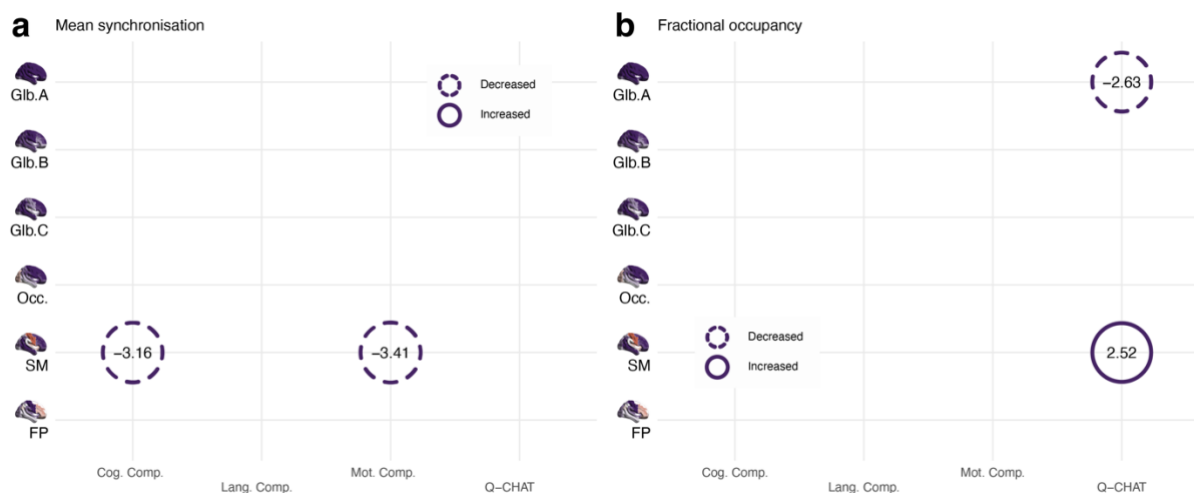 a Mean synchronisation
Glb.A
Glb.B
Glb.C
Occ.
SM
FP
Decreased
Increased
−3.16
−3.41
Cog. Comp.
Lang. Comp.
Mot. Comp.
Q−CHAT
b Fractional occupancy
Glb.A
Glb.B
Glb.C
Occ.
SM
FP
−2.63
Decreased
Increased
2.52
Cog. Comp.
Lang. Comp.
Mot. Comp.
Q−CHAT